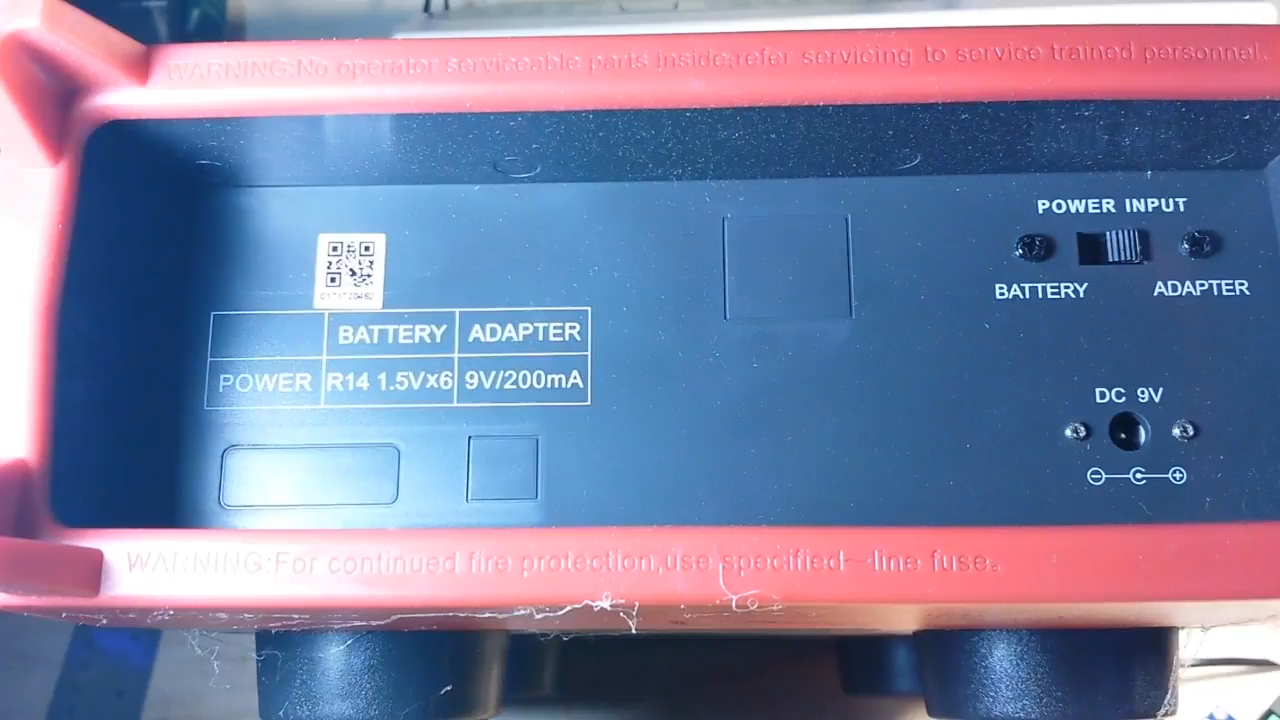 WARNING:No operator serviceable parts inside;refer servicing to service trained personnel.
POWER INPUT
BATTERY ADAPTER
BATTERY ADAPTER
POWER R14 1.5V×6 9V/200mA
DC 9V
WARNING:For continued fire protection,use specified—line fuse.